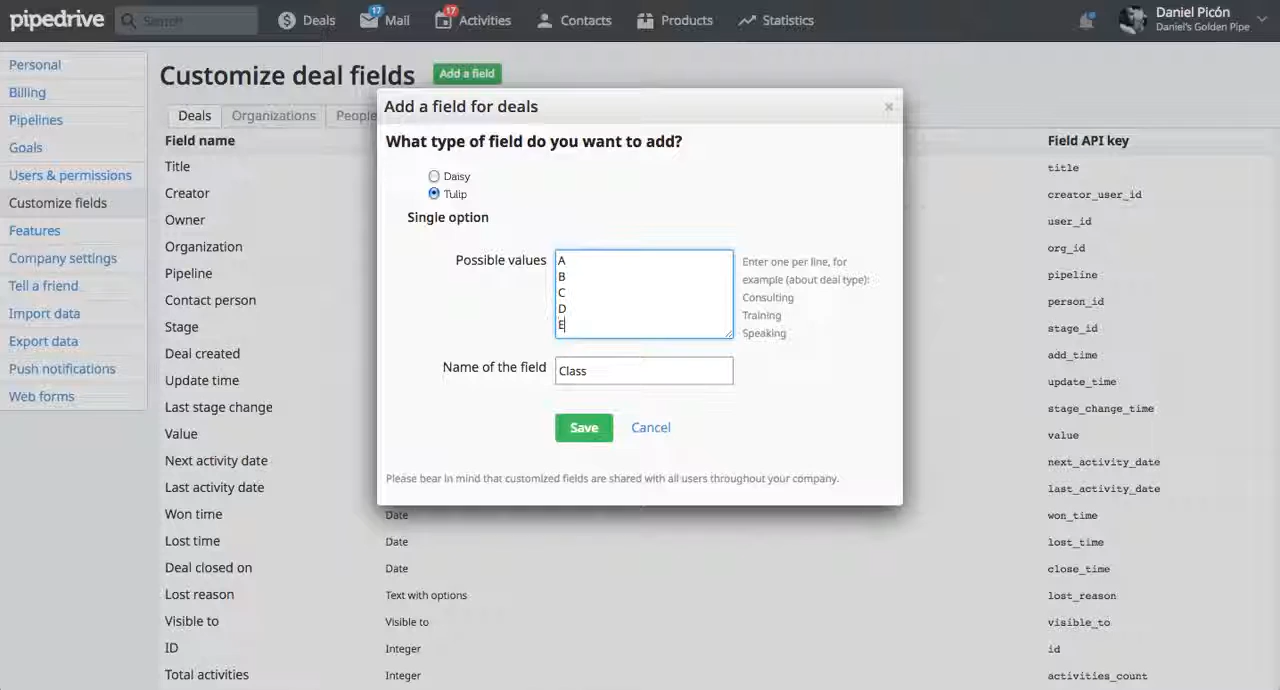 pipedrive Search Deals 17 Mail 17 Activities Contacts Products Statistics Daniel Picón
Daniel's Golden Pipe
Personal
Billing
Pipelines
Goals
Users & permissions
Customize fields
Features
Company settings
Tell a friend
Import data
Export data
Push notifications
Web forms
Customize deal fields Add a field
Deals Organizations People
Field name Field API key
Title title
Creator creator_user_id
Owner user_id
Organization org_id
Pipeline pipeline
Contact person person_id
Stage stage_id
Deal created add_time
Update time update_time
Last stage change stage_change_time
Value value
Next activity date next_activity_date
Last activity date last_activity_date
Won time Date won_time
Lost time Date lost_time
Deal closed on Date close_time
Lost reason Text with options lost_reason
Visible to Visible to visible_to
ID Integer id
Total activities Integer activities_count
Add a field for deals ×
What type of field do you want to add?
Daisy
Tulip
Single option
Possible values
A
B
C
D
E
Enter one per line, for
example (about deal type):
Consulting
Training
Speaking
Name of the field Class
Save Cancel
Please bear in mind that customized fields are shared with all users throughout your company.